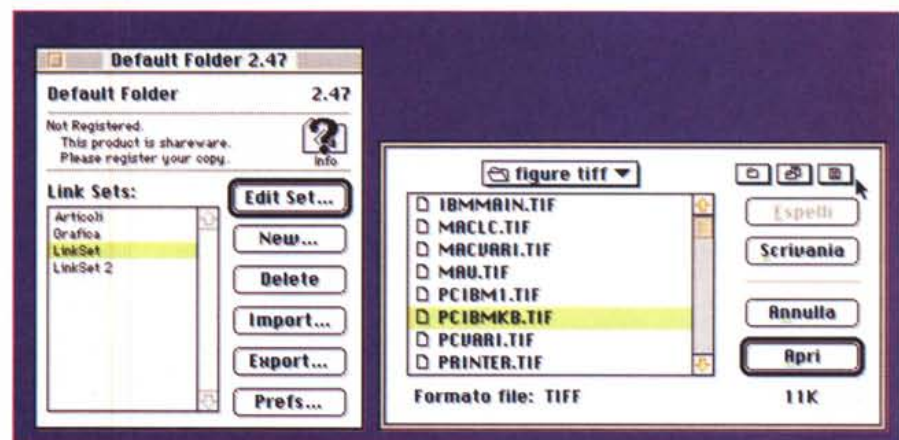 Default Folder 2.47
Default Folder 2.47
Not Registered.
This product is shareware.
Please register your copy.
Info
Link Sets:
Articoli
Grafica
LinkSet
LinkSet 2
Edit Set...
New...
Delete
Import...
Export...
Prefs...
figure tiff
IBMMAIN.TIF
MACLC.TIF
MACVARI.TIF
MAU.TIF
PCIBM1.TIF
PCIBMKB.TIF
PCVARI.TIF
PRINTER.TIF
Formato file: TIFF
Espelli
Scrivania
Annulla
Apri
11K